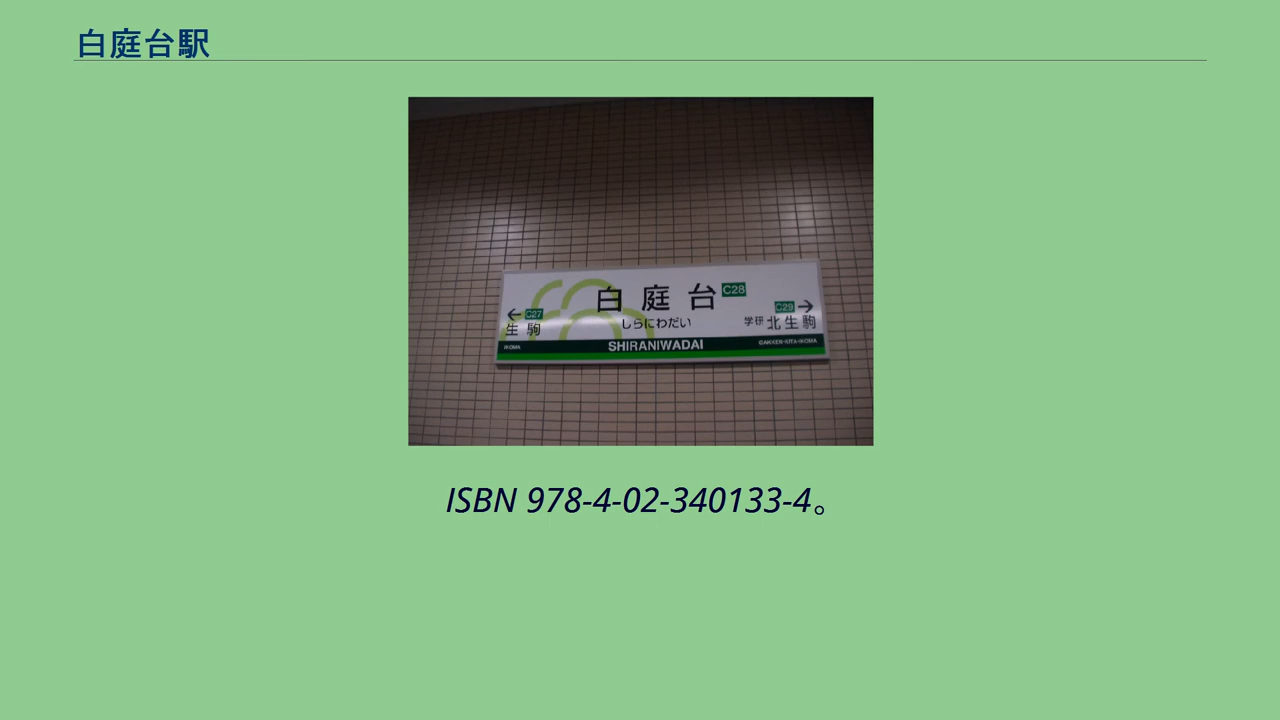 白庭台駅
白庭台 C28
← C27
C29 →
生駒
しらにわだい
学研北生駒
IKOMA
SHIRANIWADAI
GAKKEN-KITA-IKOMA
ISBN 978-4-02-340133-4。